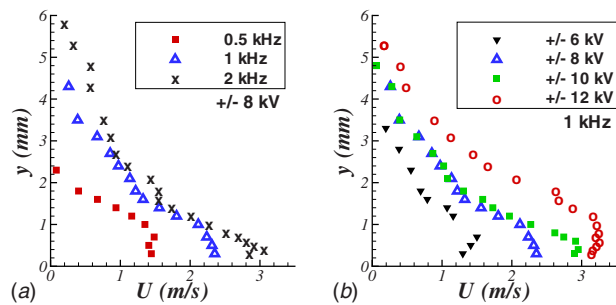 6
5
4
3
2
1
0
y (mm)
0 1 2 3
U (m/s)
0.5 kHz
1 kHz
2 kHz
+/- 8 kV
(a)
6
5
4
3
2
1
0
y (mm)
0 1 2 3
U (m/s)
+/- 6 kV
+/- 8 kV
+/- 10 kV
+/- 12 kV
1 kHz
(b)